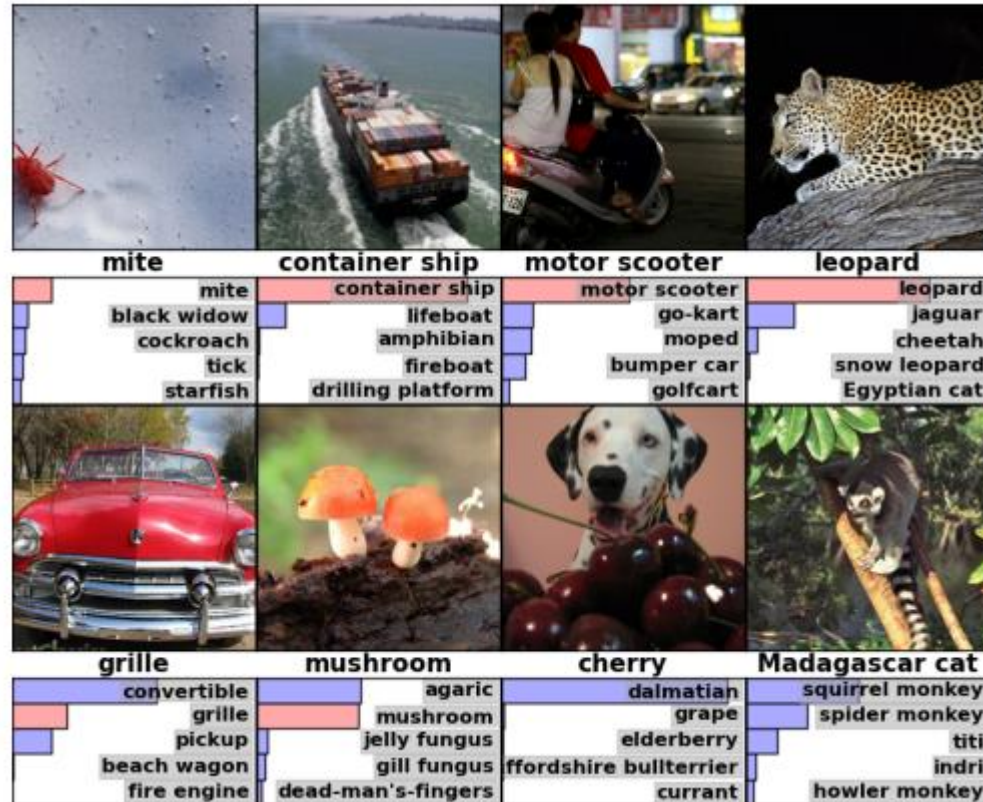 mite
container ship
motor scooter
leopard
mite
black widow
cockroach
tick
starfish
container ship
lifeboat
amphibian
fireboat
drilling platform
motor scooter
go-kart
moped
bumper car
golfcart
leopard
jaguar
cheetah
snow leopard
Egyptian cat
grille
mushroom
cherry
Madagascar cat
convertible
grille
pickup
beach wagon
fire engine
agaric
mushroom
jelly fungus
gill fungus
dead-man's-fingers
dalmatian
grape
elderberry
ffordshire bullterrier
currant
squirrel monkey
spider monkey
titi
indri
howler monkey